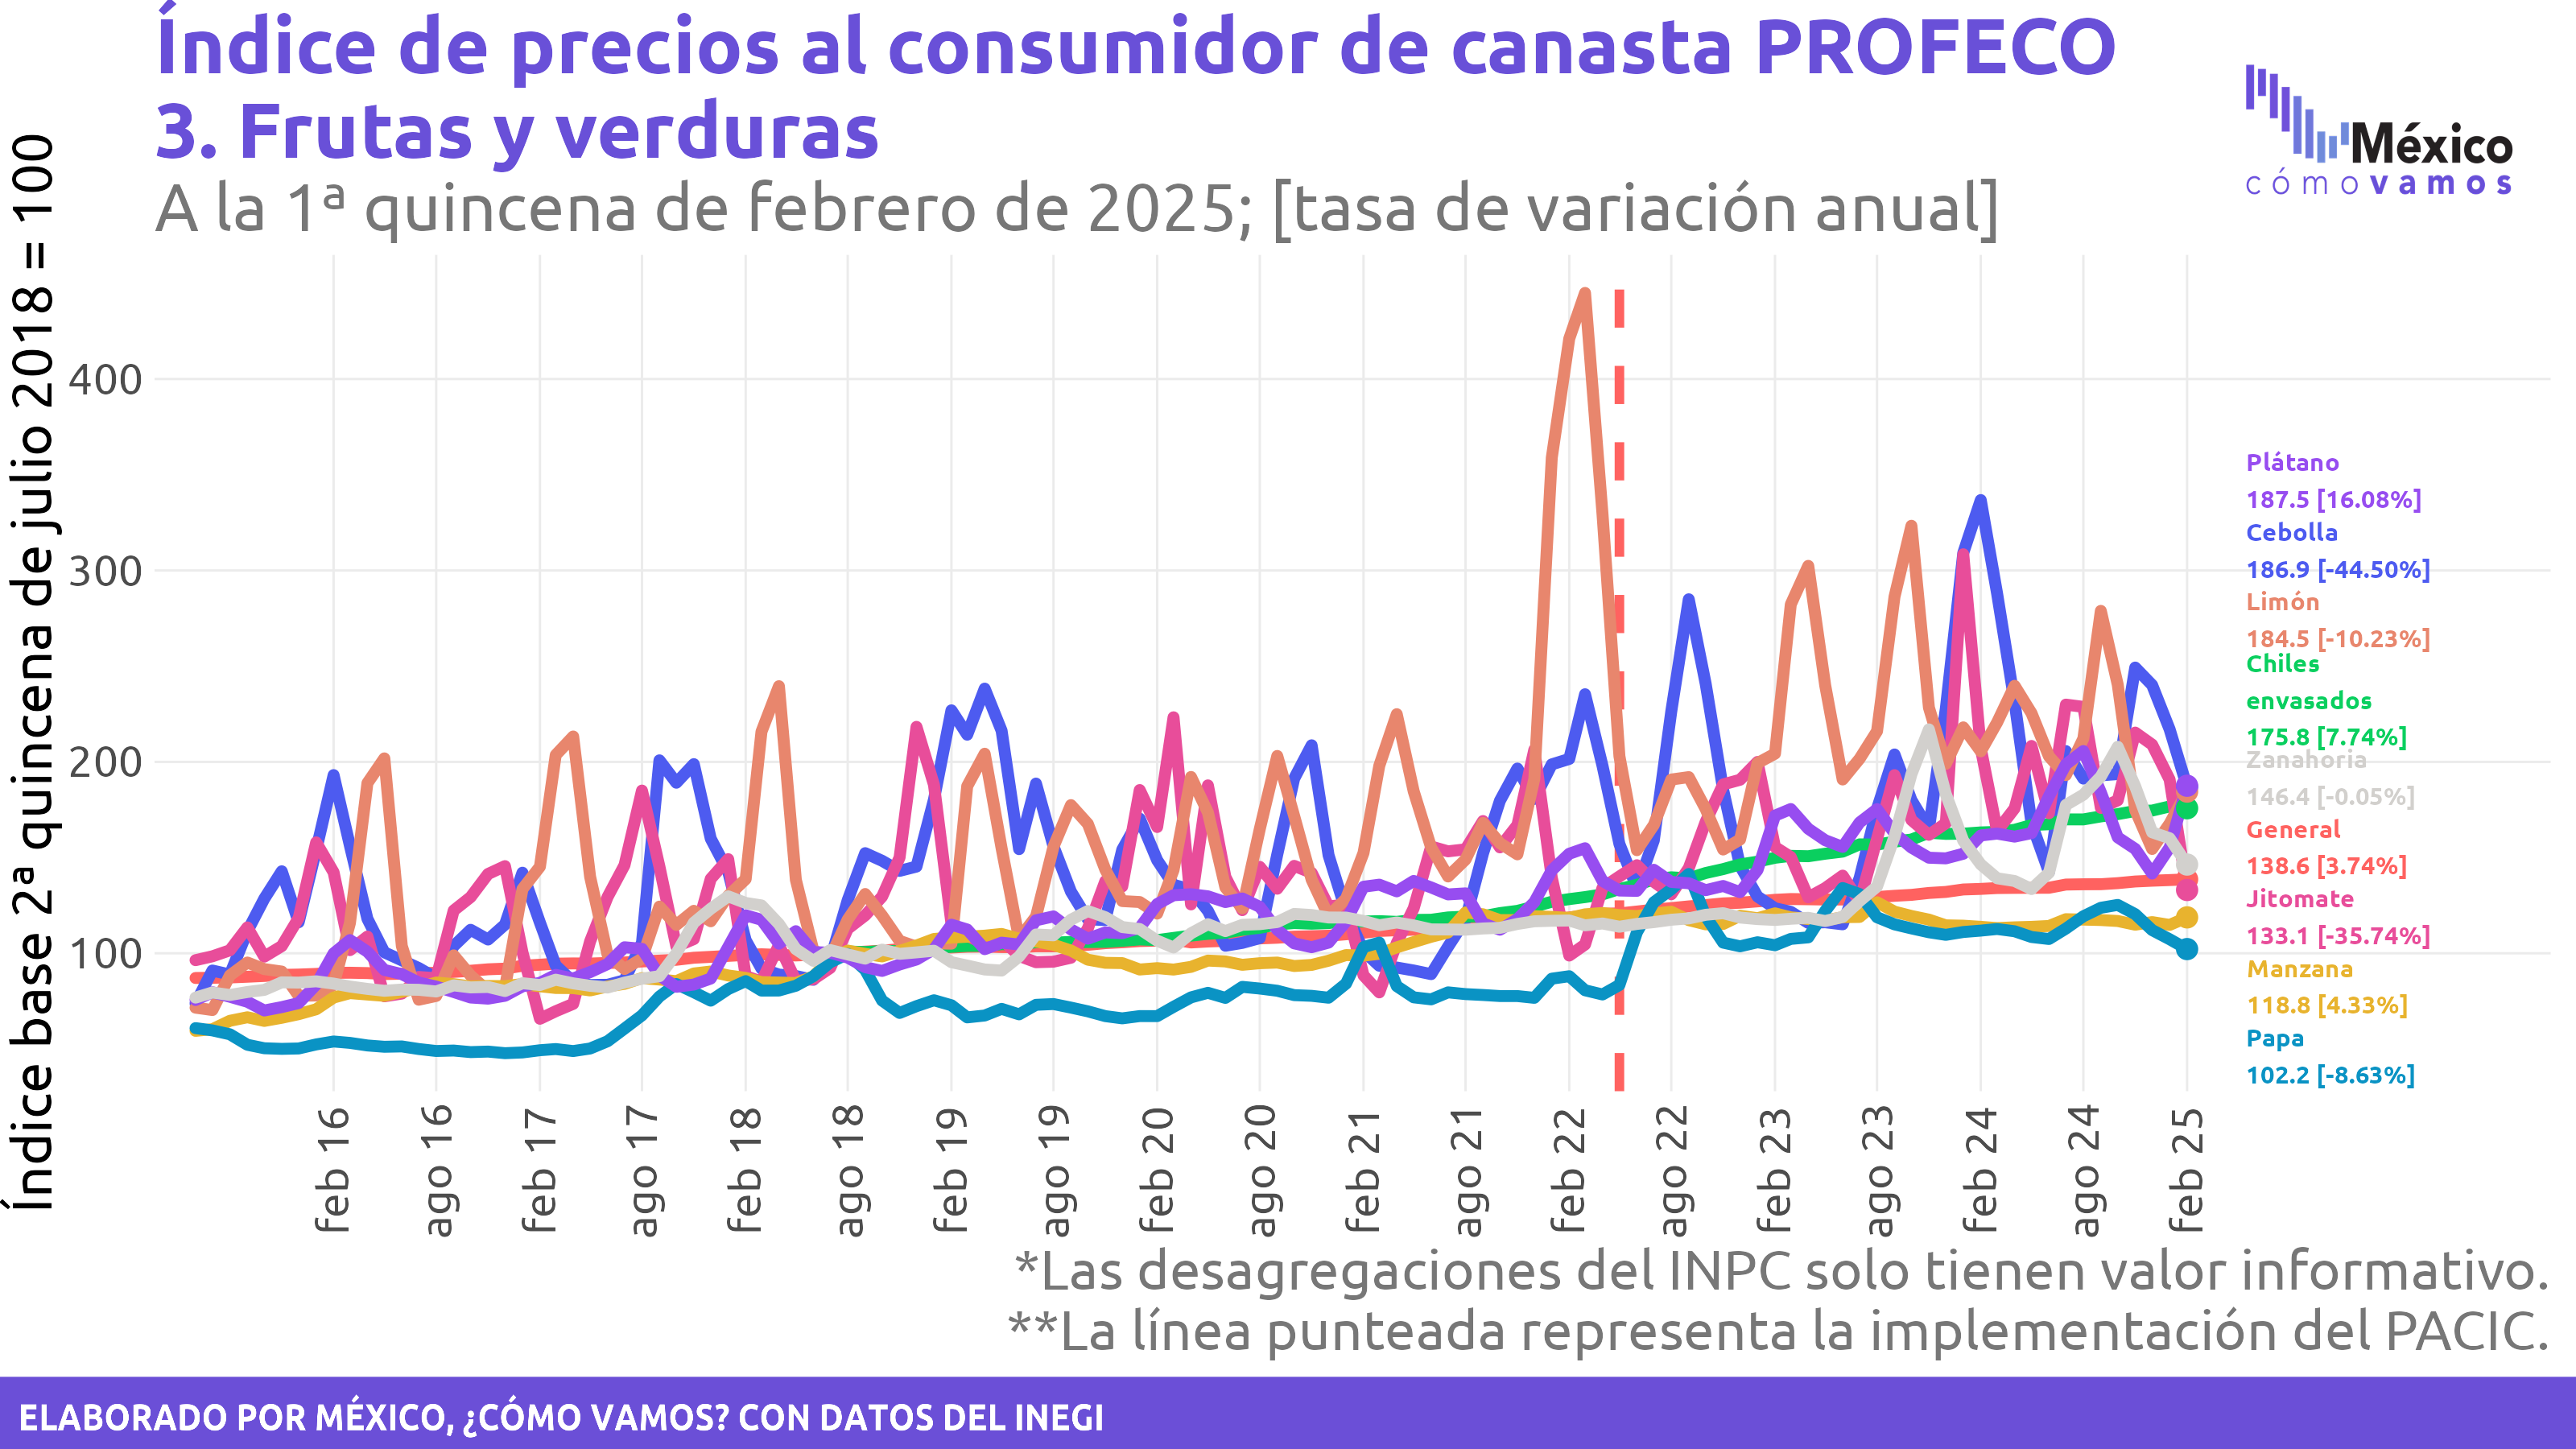 Índice de precios al consumidor de canasta PROFECO
3. Frutas y verduras
A la 1ª quincena de febrero de 2025; [tasa de variación anual]
México
cómo vamos
Índice base 2ª quincena de julio 2018 = 100
400
300
200
100
Plátano
187.5 [16.08%]
Cebolla
186.9 [-44.50%]
Limón
184.5 [-10.23%]
Chiles
envasados
175.8 [7.74%]
Zanahoria
146.4 [-0.05%]
General
138.6 [3.74%]
Jitomate
133.1 [-35.74%]
Manzana
118.8 [4.33%]
Papa
102.2 [-8.63%]
feb 16
ago 16
feb 17
ago 17
feb 18
ago 18
feb 19
ago 19
feb 20
ago 20
feb 21
ago 21
feb 22
ago 22
feb 23
ago 23
feb 24
ago 24
feb 25
*Las desagregaciones del INPC solo tienen valor informativo.
**La línea punteada representa la implementación del PACIC.
ELABORADO POR MÉXICO, ¿CÓMO VAMOS? CON DATOS DEL INEGI